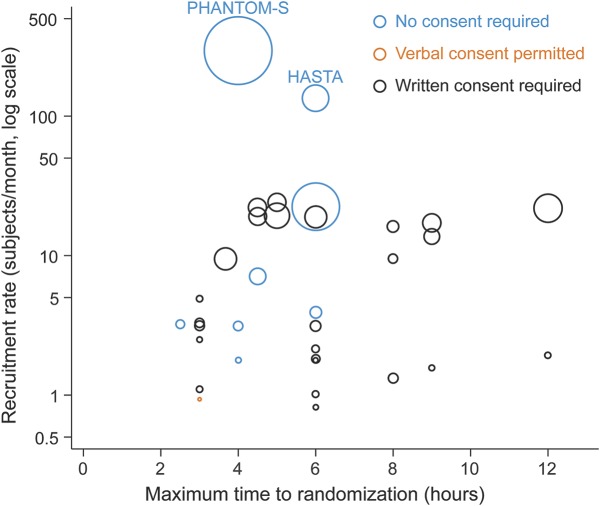 PHANTOM-S
HASTA
No consent required
Verbal consent permitted
Written consent required
Recruitment rate (subjects/month, log scale)
500
100
50
10
5
1
0.5
0 2 4 6 8 10 12
Maximum time to randomization (hours)